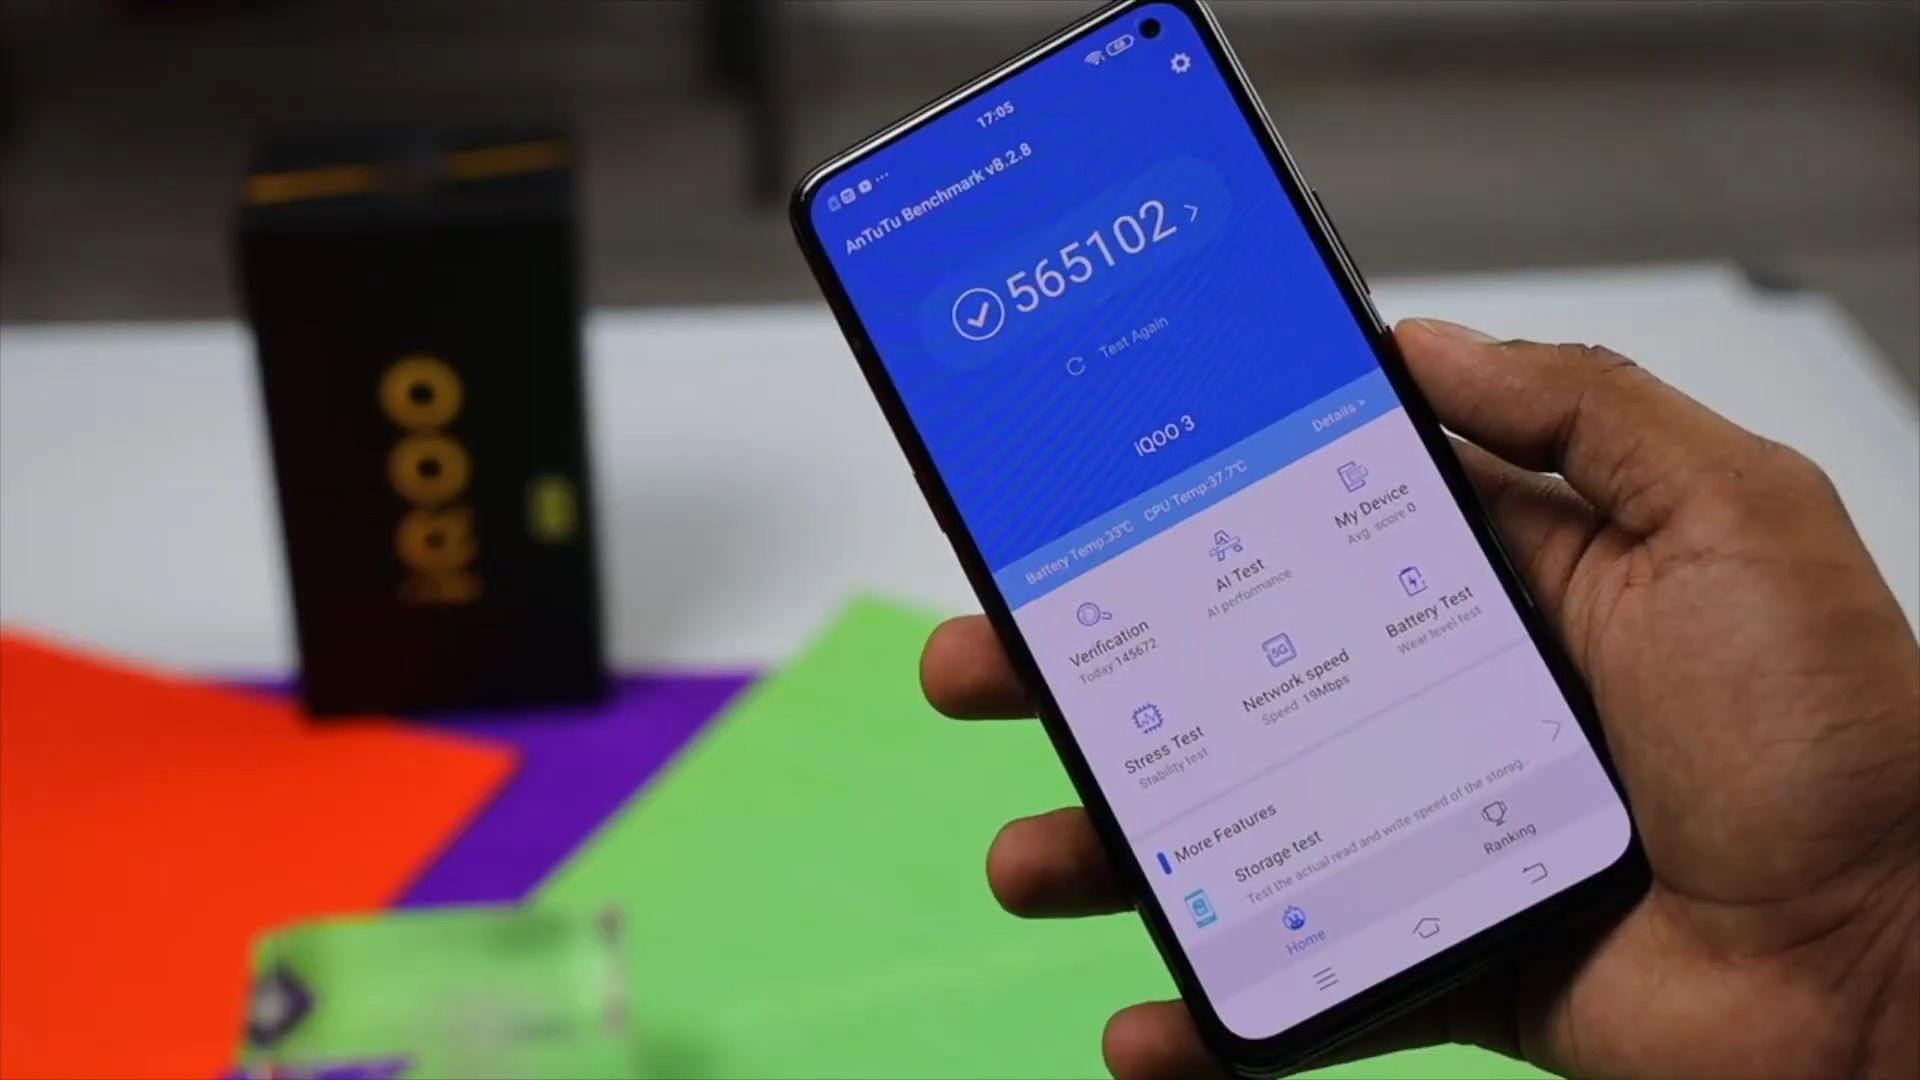 iQOO
68
17:05
AnTuTu Benchmark v8.2.8
565102
Test Again
iQOO 3
Battery Temp:33℃ CPU Temp:37.7℃ Details >
Verification
Today:145672
AI Test
AI performance
My Device
Avg. score 0
Stress Test
Stability test
Network speed
5G
Speed 19Mbps
Battery Test
Wear level test
More Features
Storage test
Test the actual read and write speed of the storag...
Home
Ranking